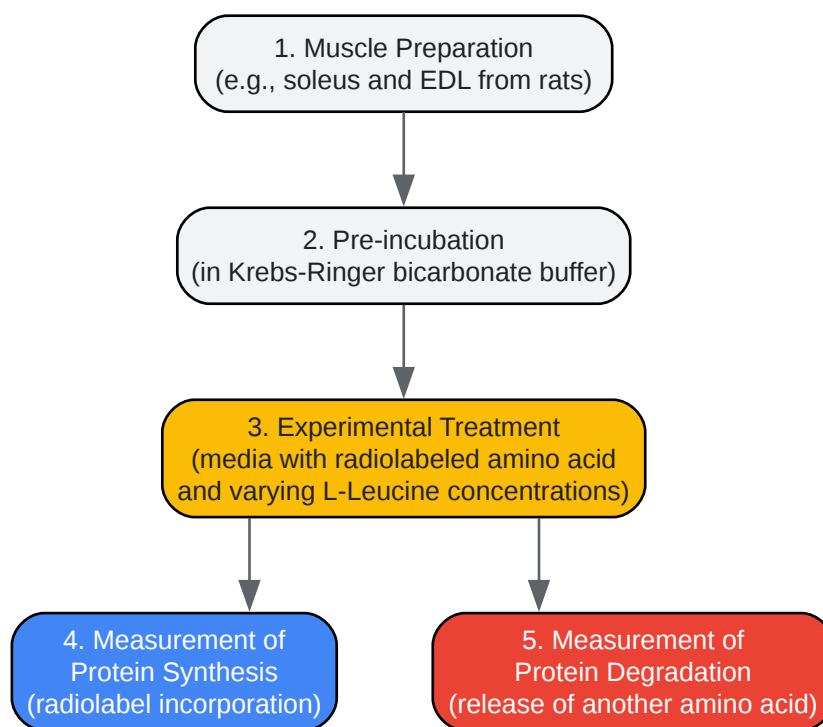 1. Muscle Preparation
(e.g., soleus and EDL from rats)
2. Pre-incubation
(in Krebs-Ringer bicarbonate buffer)
3. Experimental Treatment
(media with radiolabeled amino acid
and varying L-Leucine concentrations)
4. Measurement of
Protein Synthesis
(radiolabel incorporation)
5. Measurement of
Protein Degradation
(release of another amino acid)